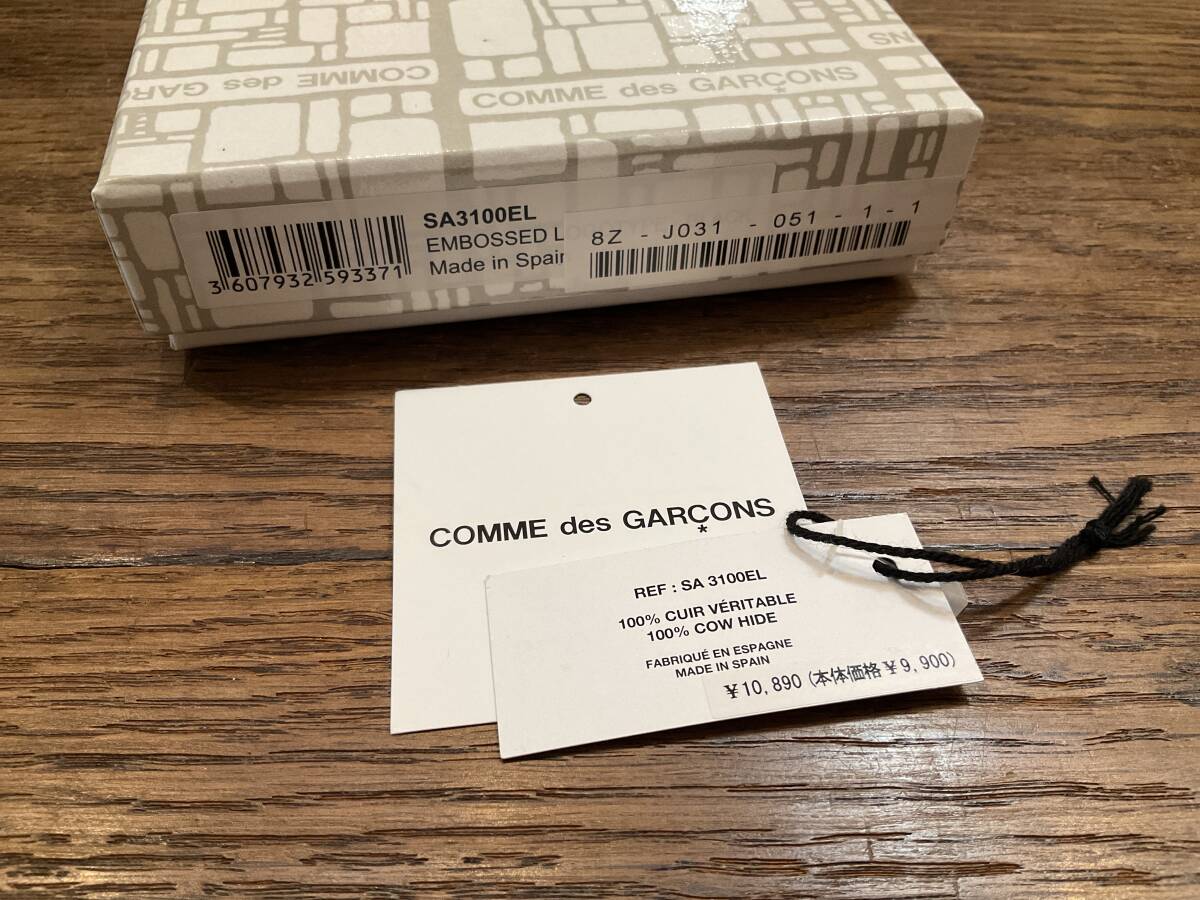 COMME des GARÇONS
COMME des GAR
NS
SA3100EL
EMBOSSED L
Made in Spain
3 607932 593371
8Z - J031 - 051 - 1 - 1
COMME des GARÇONS
*
REF : SA 3100EL
100% CUIR VÉRITABLE
100% COW HIDE
FABRIQUÉ EN ESPAGNE
MADE IN SPAIN
¥10,890 (本体価格¥9,900)